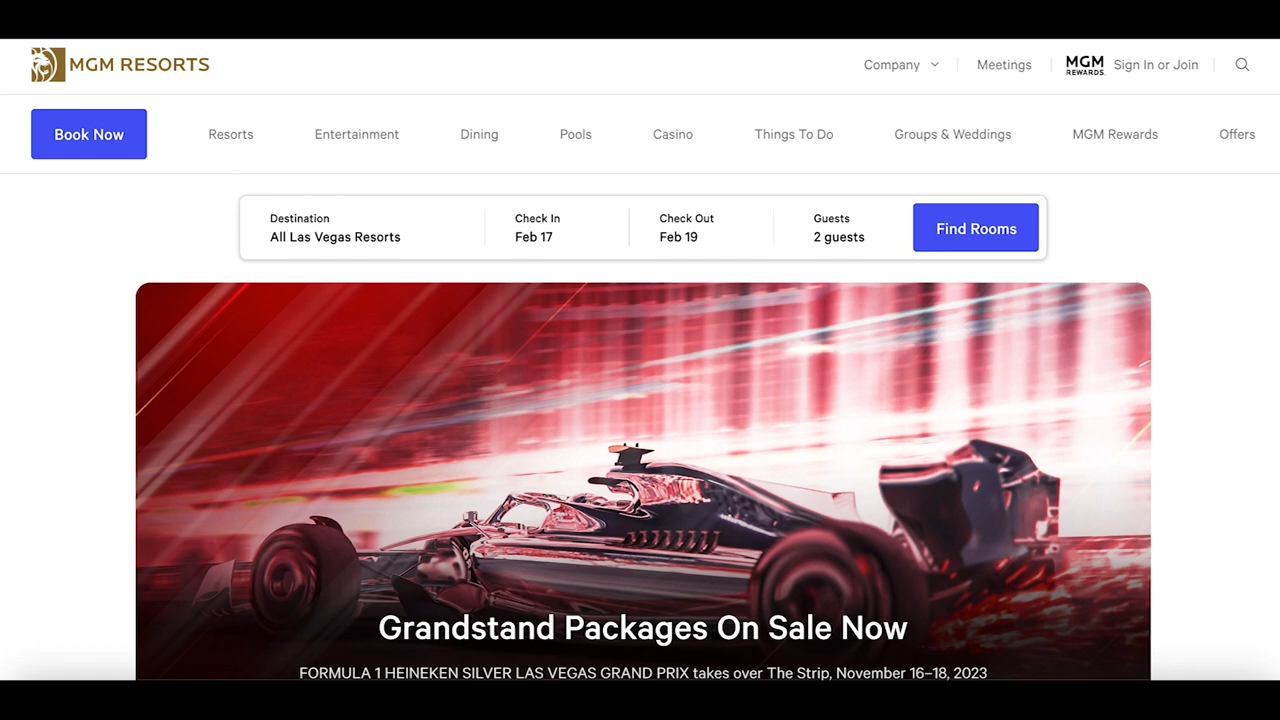 MGM RESORTS
Company
Meetings
MGM REWARDS
Sign In or Join
Book Now
Resorts
Entertainment
Dining
Pools
Casino
Things To Do
Groups & Weddings
MGM Rewards
Offers
Destination
All Las Vegas Resorts
Check In
Feb 17
Check Out
Feb 19
Guests
2 guests
Find Rooms
Grandstand Packages On Sale Now
FORMULA 1 HEINEKEN SILVER LAS VEGAS GRAND PRIX takes over The Strip, November 16–18, 2023